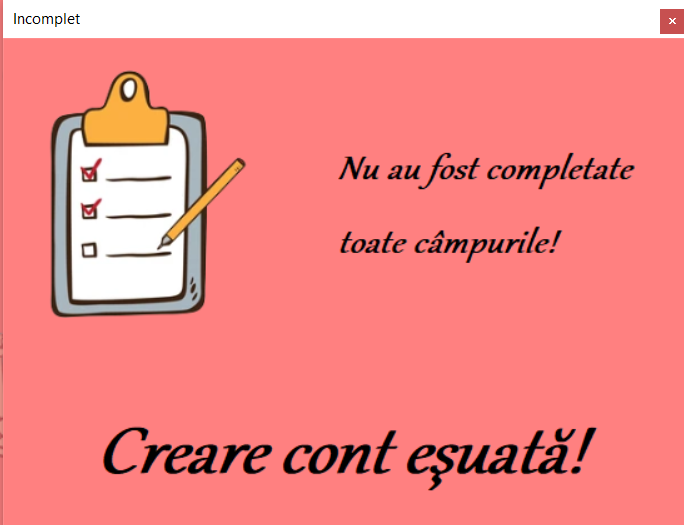 Incomplet
Nu au fost completate
toate câmpurile!
Creare cont eșuată!